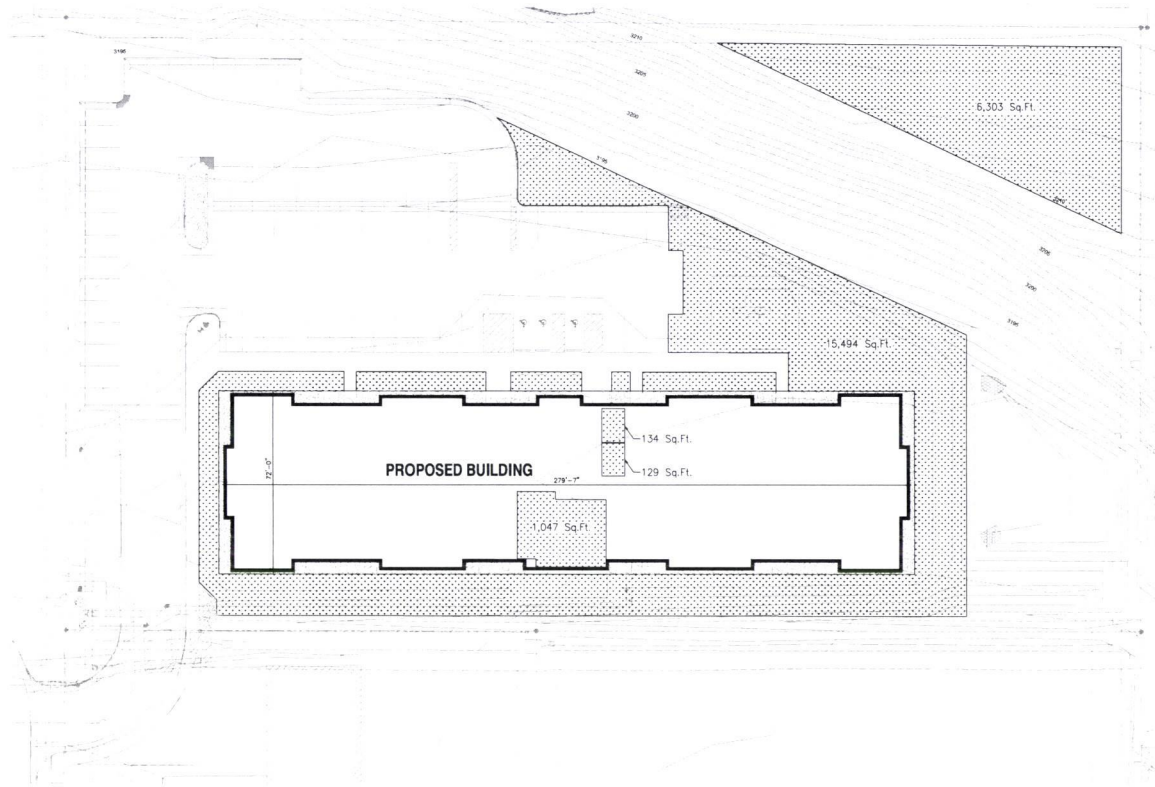 3210
3195
3205
6,303 Sq.Ft.
3200
3195
3205
3200
3195
15,494 Sq.Ft.
134 Sq.Ft.
72'-0"
PROPOSED BUILDING
129 Sq.Ft.
279'-7"
1,047 Sq.Ft.